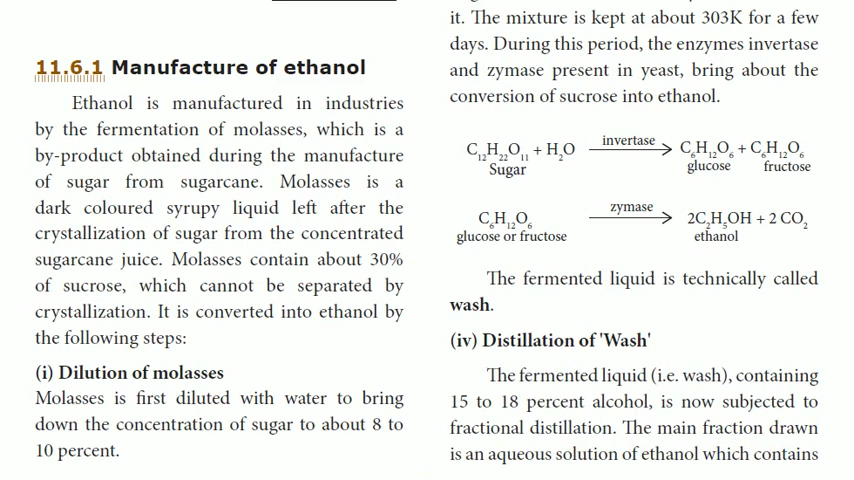 11.6.1 Manufacture of ethanol
Ethanol is manufactured in industries
by the fermentation of molasses, which is a
by-product obtained during the manufacture
of sugar from sugarcane. Molasses is a
dark coloured syrupy liquid left after the
crystallization of sugar from the concentrated
sugarcane juice. Molasses contain about 30%
of sucrose, which cannot be separated by
crystallization. It is converted into ethanol by
the following steps:
(i) Dilution of molasses
Molasses is first diluted with water to bring
down the concentration of sugar to about 8 to
10 percent.
it. The mixture is kept at about 303K for a few
days. During this period, the enzymes invertase
and zymase present in yeast, bring about the
conversion of sucrose into ethanol.
C₁₂H₂₂O₁₁ + H₂O invertase → C₆H₁₂O₆ + C₆H₁₂O₆
Sugar glucose fructose
C₆H₁₂O₆ zymase → 2C₂H₅OH + 2 CO₂
glucose or fructose ethanol
The fermented liquid is technically called
wash.
(iv) Distillation of 'Wash'
The fermented liquid (i.e. wash), containing
15 to 18 percent alcohol, is now subjected to
fractional distillation. The main fraction drawn
is an aqueous solution of ethanol which contains